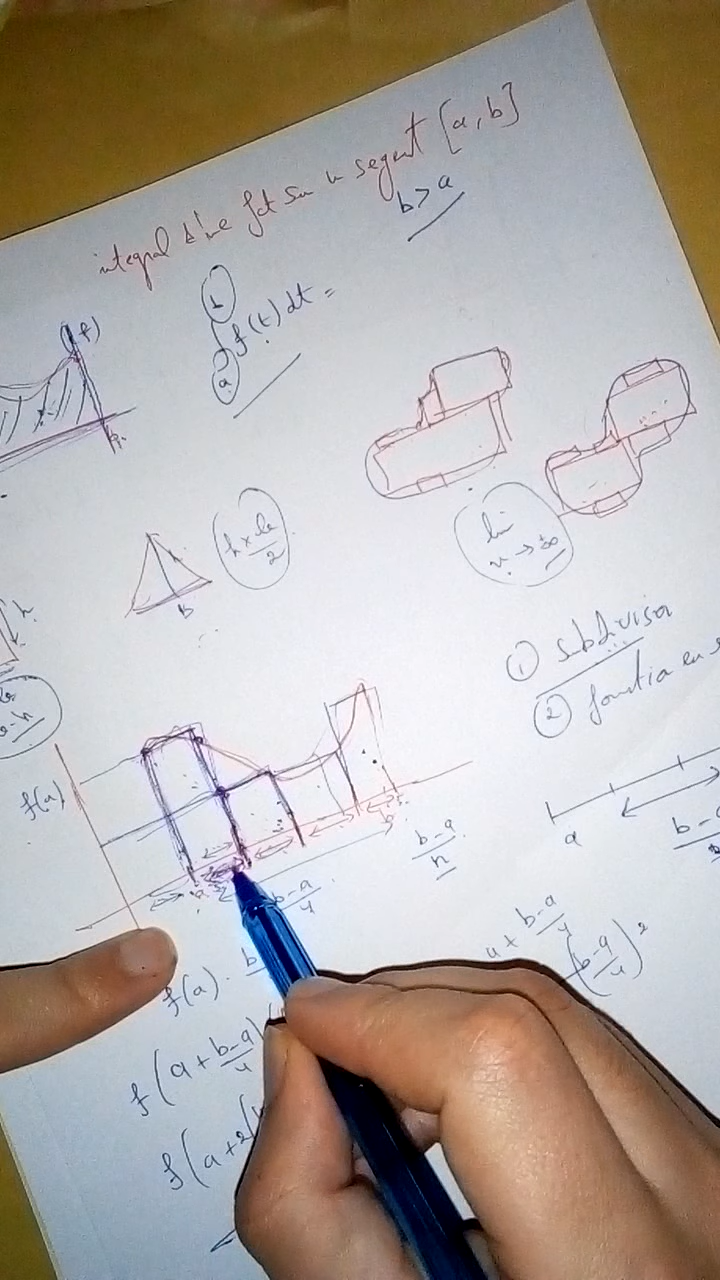 integral d'une fct sur un segment [a, b]
b > a
(f)
∫ₐᵇ f(t) dt =
h
B
lim
n → ∞
① subdivision
② fonction en
f(a)
a
b-a
b-a/n
b-a/4
a + b-a/4
(b-a/4)²
f(a) · b
f(a + b-a/4)
f(a+2(